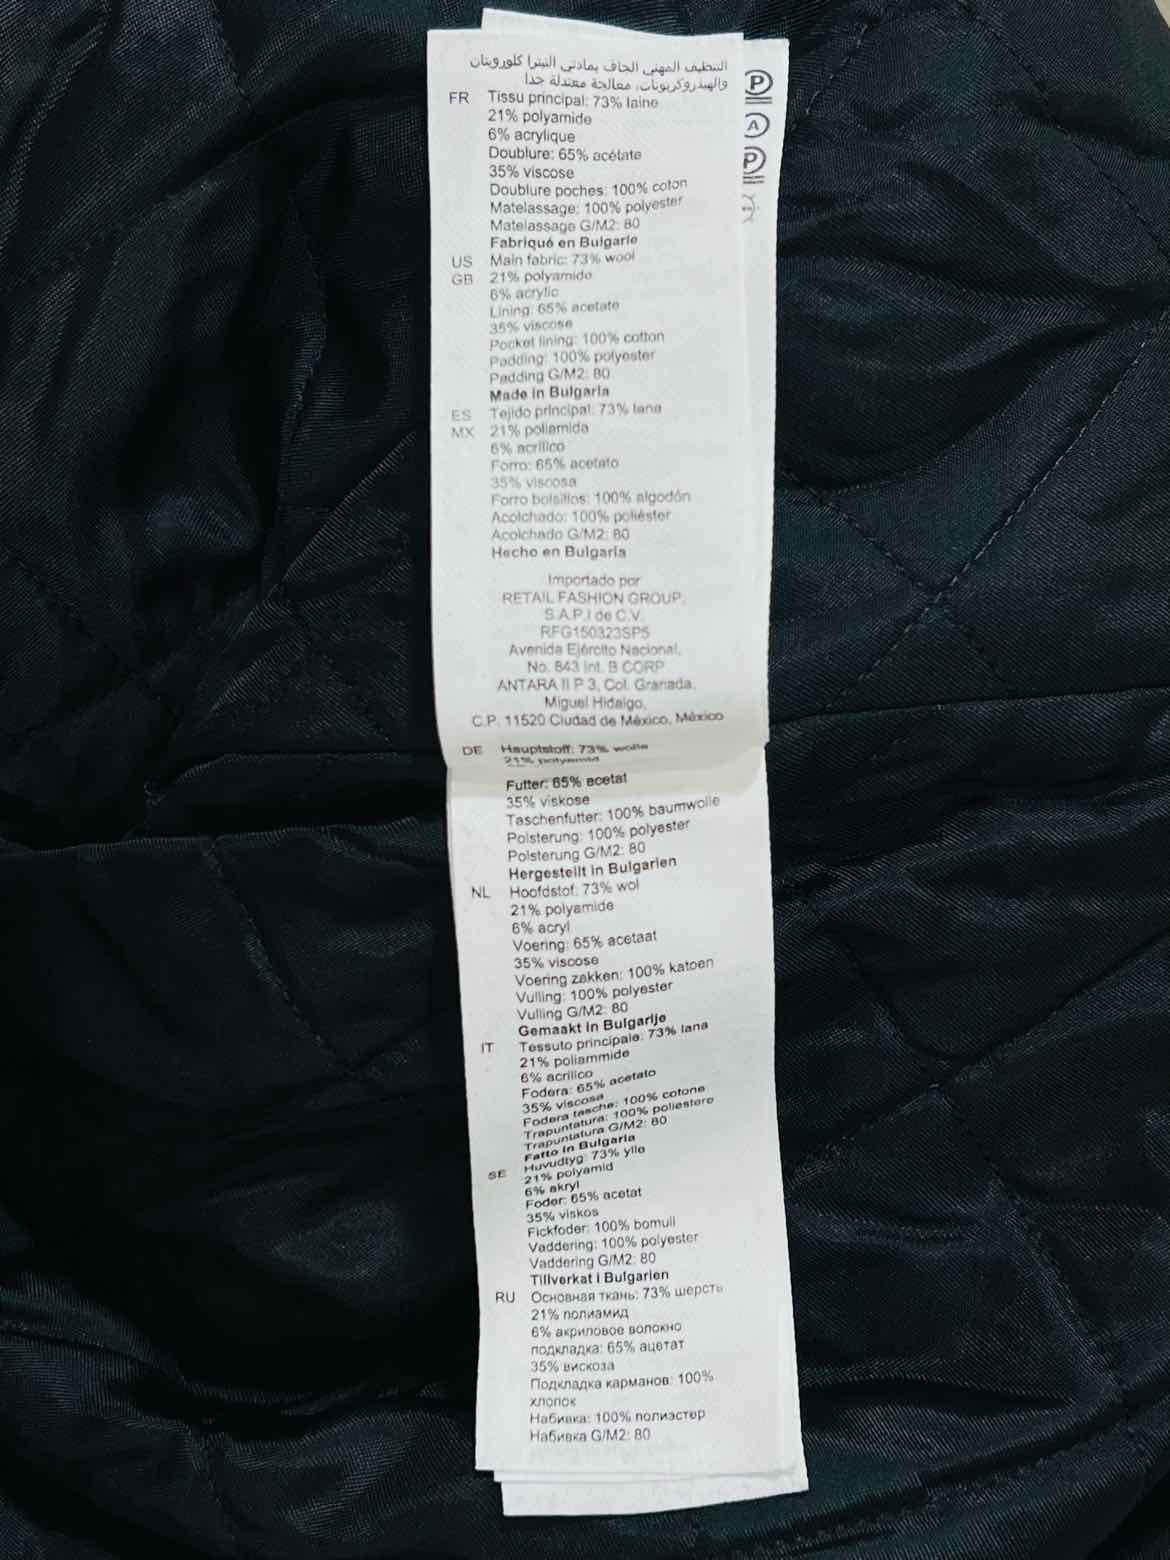 التنظيف المهني الجاف بمادتي التيترا كلوروإيتان
والهيدروكربونات، معالجة معتدلة جدا
P
A
P
FR Tissu principal: 73% laine
21% polyamide
6% acrylique
Doublure: 65% acétate
35% viscose
Doublure poches: 100% coton
Matelassage: 100% polyester
Matelassage G/M2: 80
Fabriqué en Bulgarie
US Main fabric: 73% wool
GB 21% polyamide
6% acrylic
Lining: 65% acetate
35% viscose
Pocket lining: 100% cotton
Padding: 100% polyester
Padding G/M2: 80
Made in Bulgaria
ES Tejido principal: 73% lana
MX 21% poliamida
6% acrílico
Forro: 65% acetato
35% viscosa
Forro bolsillos: 100% algodón
Acolchado: 100% poliéster
Acolchado G/M2: 80
Hecho en Bulgaria
Importado por
RETAIL FASHION GROUP,
S.A.P.I de C.V.
RFG150323SP5
Avenida Ejército Nacional,
No. 843 Int. B CORP
ANTARA II P 3, Col. Granada,
Miguel Hidalgo,
C.P. 11520 Ciudad de México, México
DE Hauptstoff: 73% wolle
21% polyamid
Futter: 65% acetat
35% viskose
Taschenfutter: 100% baumwolle
Polsterung: 100% polyester
Polsterung G/M2: 80
Hergestellt in Bulgarien
NL Hoofdstof: 73% wol
21% polyamide
6% acryl
Voering: 65% acetaat
35% viscose
Voering zakken: 100% katoen
Vulling: 100% polyester
Vulling G/M2: 80
Gemaakt in Bulgarije
IT Tessuto principale: 73% lana
21% poliammide
6% acrilico
Fodera: 65% acetato
35% viscosa
Fodera tasche: 100% cotone
Trapuntatura: 100% poliestere
Trapuntatura G/M2: 80
Fatto in Bulgaria
SE Huvudtyg: 73% ylle
21% polyamid
6% akryl
Foder: 65% acetat
35% viskos
Fickfoder: 100% bomull
Vaddering: 100% polyester
Vaddering G/M2: 80
Tillverkat i Bulgarien
RU Основная ткань: 73% шерсть
21% полиамид
6% акриловое волокно
подкладка: 65% ацетат
35% вискоза
Подкладка карманов: 100%
хлопок
Набивка: 100% полиэстер
Набивка G/M2: 80